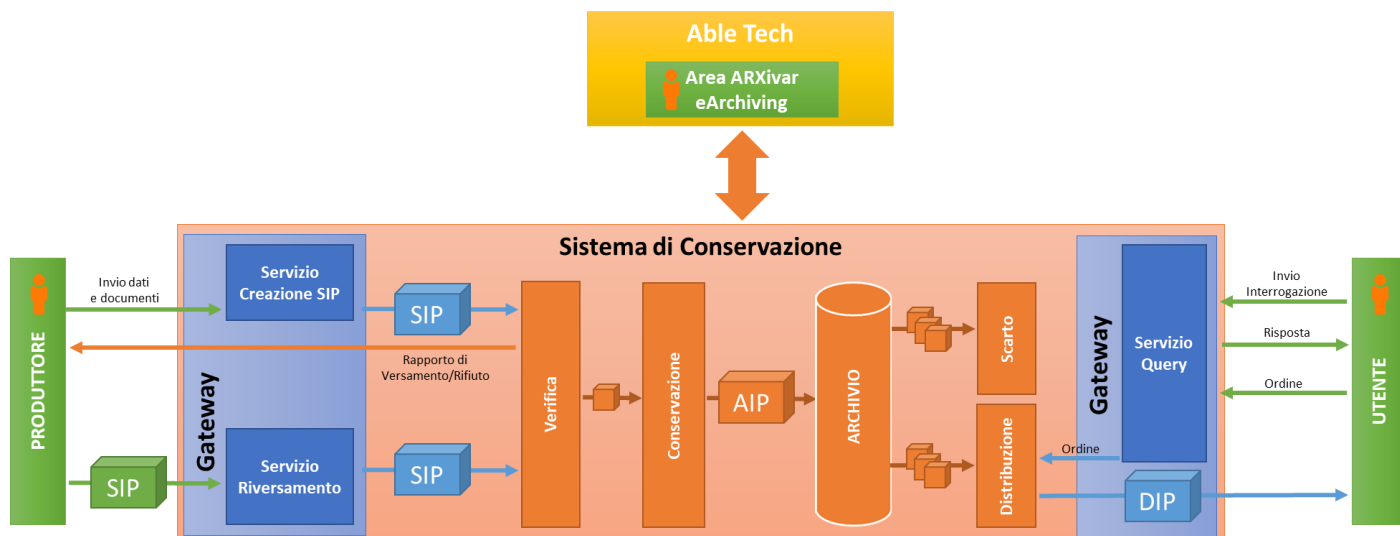 Able Tech
Area ARXivar
eArchiving
Sistema di Conservazione
PRODUTTORE
Invio dati
e documenti
SIP
Gateway
Servizio
Creazione SIP
Servizio
Riversamento
SIP
SIP
Rapporto di
Versamento/Rifiuto
Verifica
Conservazione
AIP
ARCHIVIO
Scarto
Distribuzione
Ordine
Gateway
Servizio
Query
DIP
Invio
Interrogazione
Risposta
Ordine
UTENTE